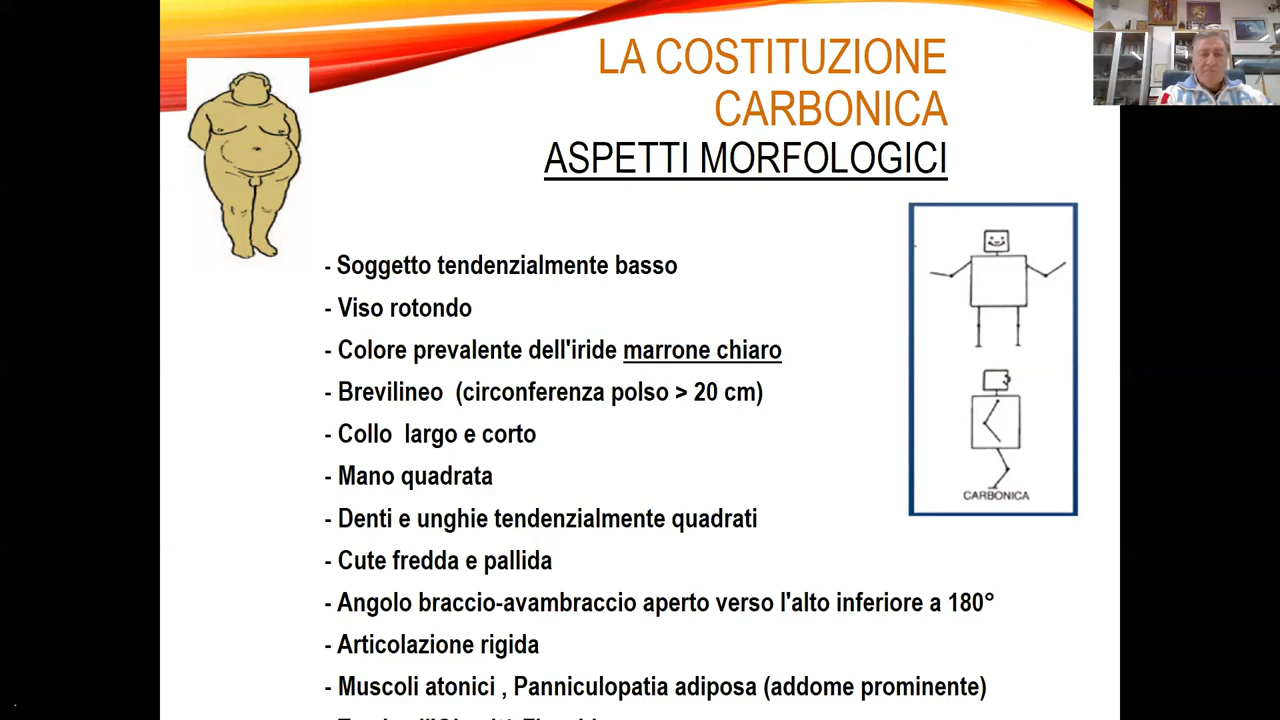 LA COSTITUZIONE
CARBONICA
ASPETTI MORFOLOGICI
- Soggetto tendenzialmente basso
- Viso rotondo
- Colore prevalente dell'iride marrone chiaro
- Brevilineo (circonferenza polso > 20 cm)
- Collo largo e corto
- Mano quadrata
- Denti e unghie tendenzialmente quadrati
- Cute fredda e pallida
- Angolo braccio-avambraccio aperto verso l'alto inferiore a 180°
- Articolazione rigida
- Muscoli atonici , Panniculopatia adiposa (addome prominente)
CARBONICA
ITALIA